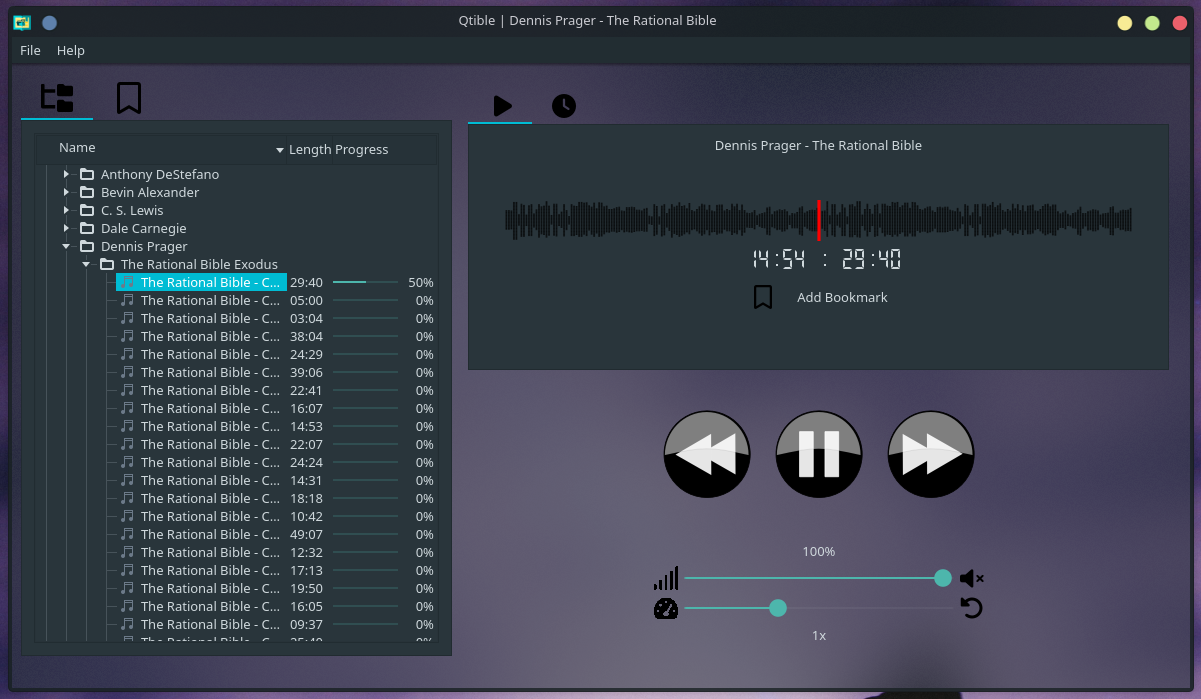 Qtible | Dennis Prager - The Rational Bible
File Help
Name Length Progress
Anthony DeStefano
Bevin Alexander
C. S. Lewis
Dale Carnegie
Dennis Prager
The Rational Bible Exodus
The Rational Bible - C... 29:40 50%
The Rational Bible - C... 05:00 0%
The Rational Bible - C... 03:04 0%
The Rational Bible - C... 38:04 0%
The Rational Bible - C... 24:29 0%
The Rational Bible - C... 39:06 0%
The Rational Bible - C... 22:41 0%
The Rational Bible - C... 16:07 0%
The Rational Bible - C... 14:53 0%
The Rational Bible - C... 22:07 0%
The Rational Bible - C... 24:24 0%
The Rational Bible - C... 14:31 0%
The Rational Bible - C... 18:18 0%
The Rational Bible - C... 10:42 0%
The Rational Bible - C... 49:07 0%
The Rational Bible - C... 12:32 0%
The Rational Bible - C... 17:13 0%
The Rational Bible - C... 19:50 0%
The Rational Bible - C... 16:05 0%
The Rational Bible - C... 09:37 0%
Dennis Prager - The Rational Bible
14:54 : 29:40
Add Bookmark
100%
1x